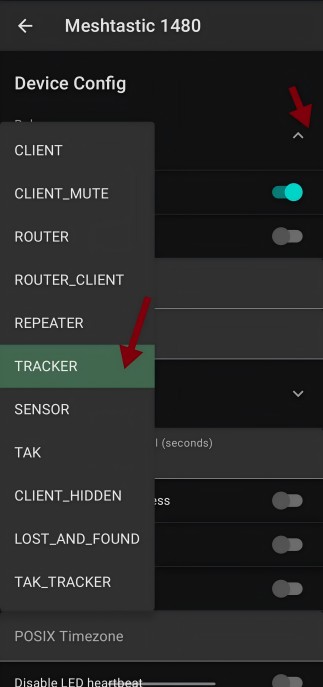 Meshtastic 1480
Device Config
CLIENT
CLIENT_MUTE
ROUTER
ROUTER_CLIENT
REPEATER
TRACKER
SENSOR
l (seconds)
TAK
CLIENT_HIDDEN
ess
LOST_AND_FOUND
TAK_TRACKER
POSIX Timezone
Disable LED heartbeat